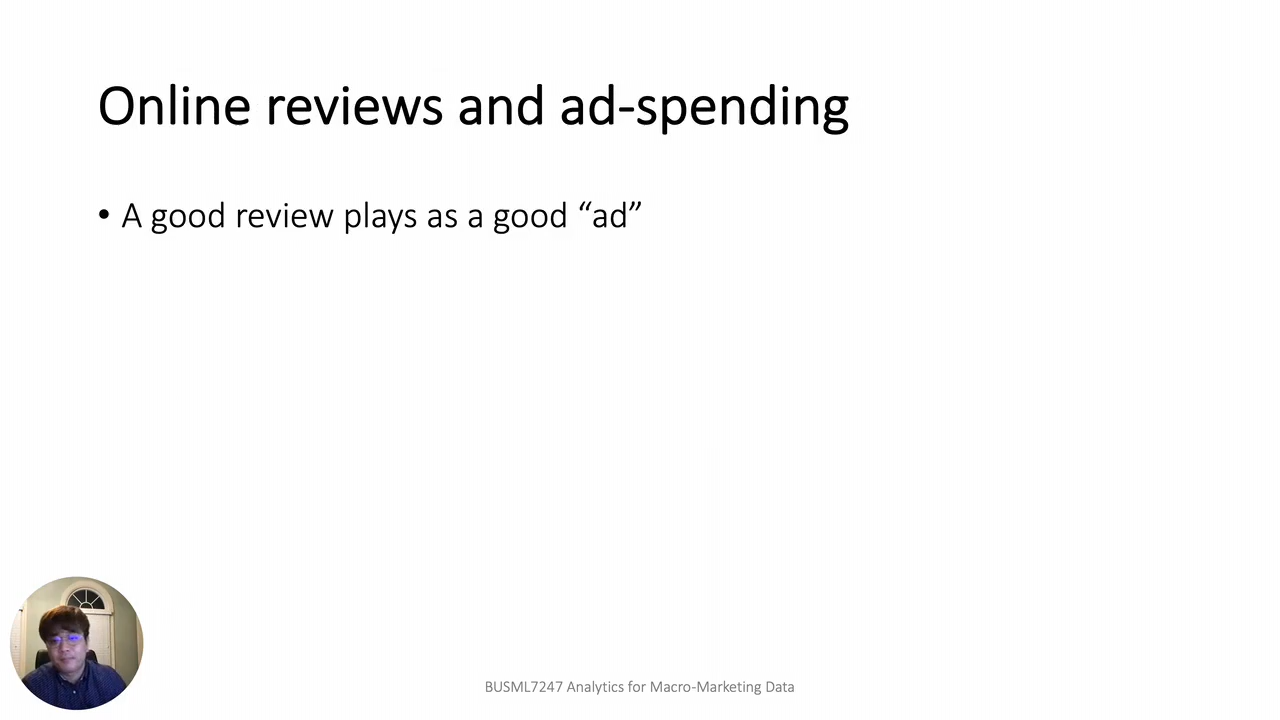 Online reviews and ad-spending
• A good review plays as a good “ad”
BUSML7247 Analytics for Macro-Marketing Data